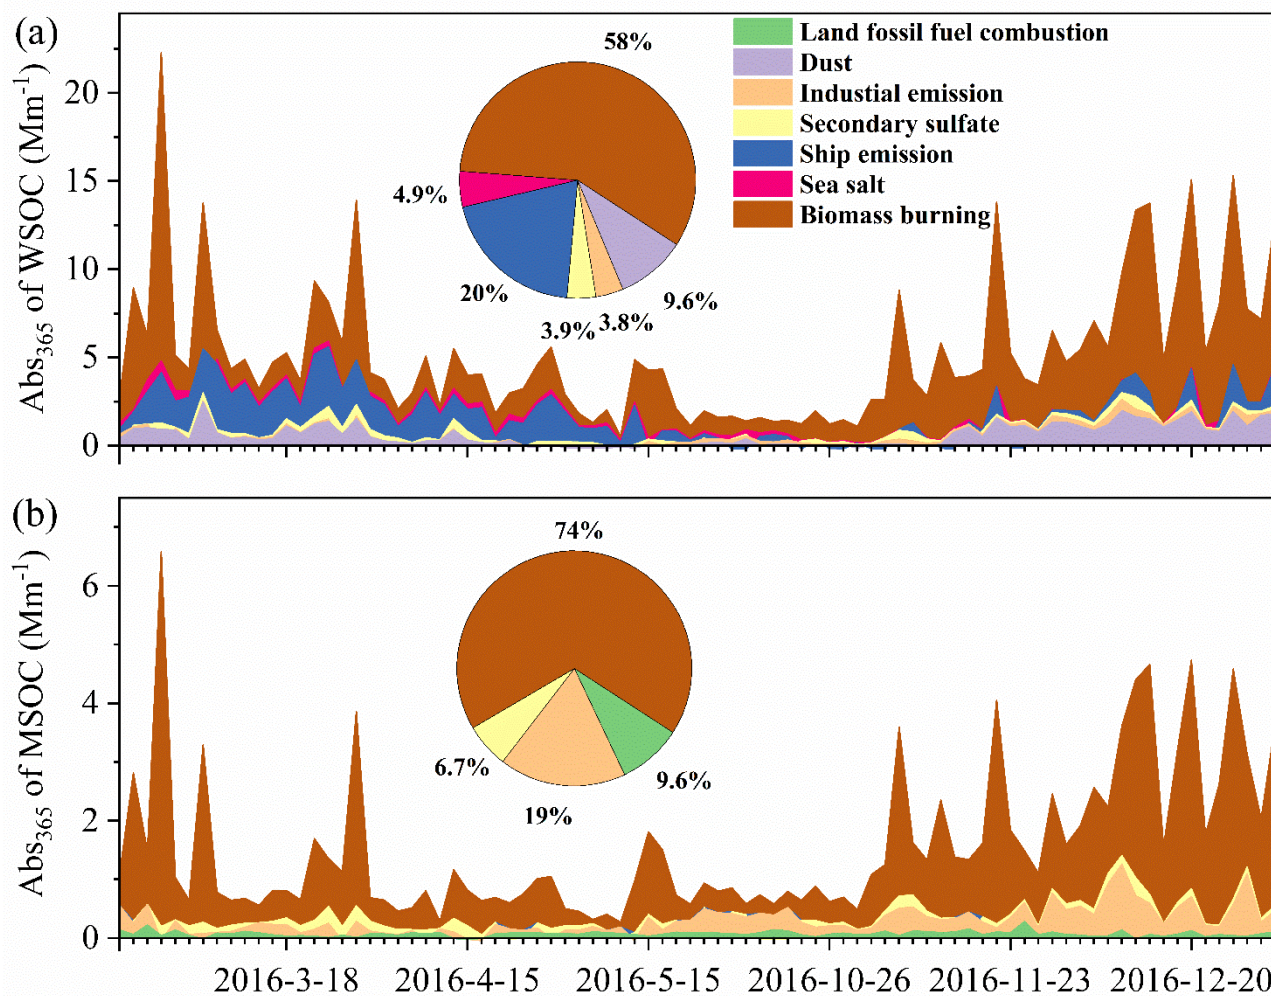 (a)
Abs365 of WSOC (Mm-1)
20
15
10
5
0
58%
4.9%
20%
3.9%
3.8%
9.6%
Land fossil fuel combustion
Dust
Industial emission
Secondary sulfate
Ship emission
Sea salt
Biomass burning
(b)
Abs365 of MSOC (Mm-1)
6
4
2
0
74%
6.7%
19%
9.6%
2016-3-18
2016-4-15
2016-5-15
2016-10-26
2016-11-23
2016-12-20